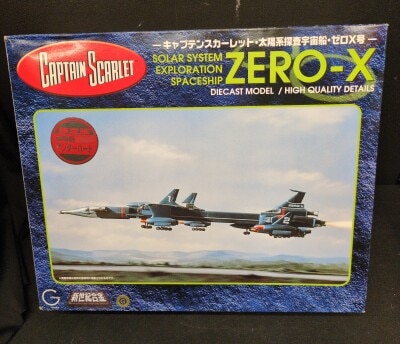 —キャプテンスカーレット・太陽系探査宇宙船・ゼロX号—
CAPTAIN SCARLET
SOLAR SYSTEM
EXPLORATION
SPACESHIP
ZERO-X
DIECAST MODEL / HIGH QUALITY DETAILS
新世紀合金